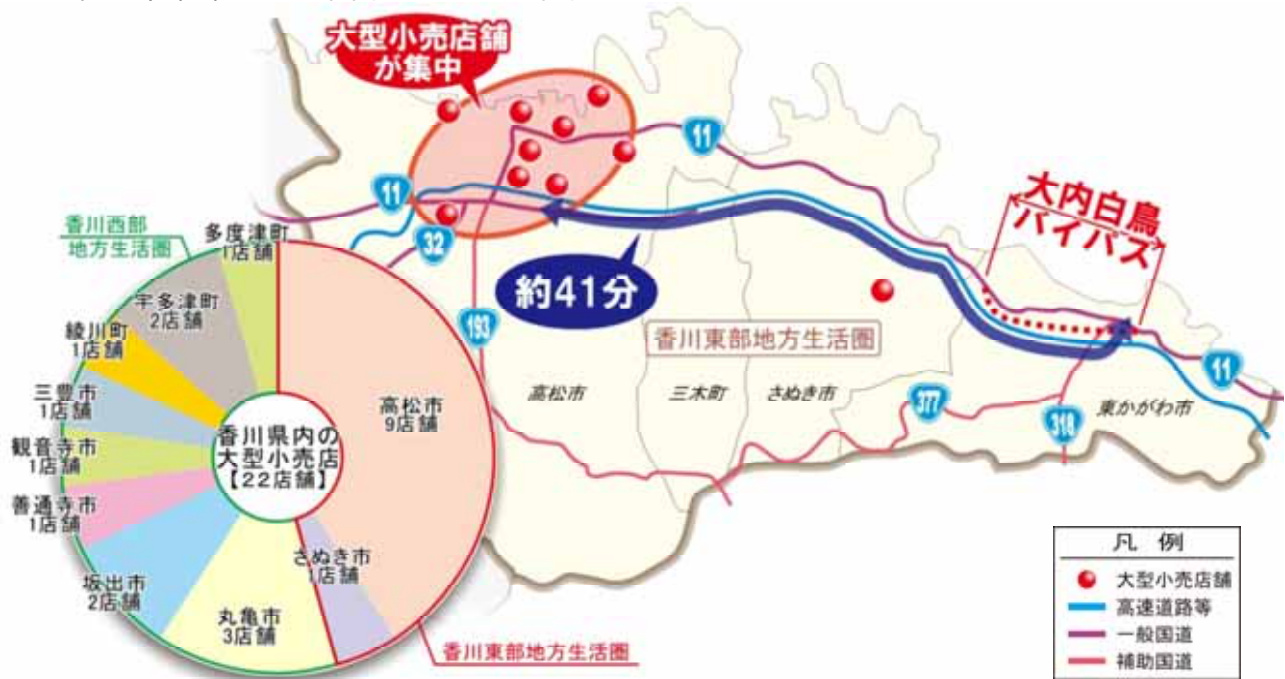 大型小売店舗
が集中
11
11
大内白鳥
バイパス
香川西部
地方生活圏
多度津町
1店舗
32
約41分
宇多津町
2店舗
193
香川東部地方生活圏
綾川町
1店舗
11
高松市
三木町
さぬき市
377
東かがわ市
三豊市
1店舗
高松市
9店舗
318
香川県内の
大型小売店
【22店舗】
観音寺市
1店舗
善通寺市
1店舗
さぬき市
1店舗
坂出市
2店舗
丸亀市
3店舗
香川東部地方生活圏
凡 例
大型小売店舗
高速道路等
一般国道
補助国道